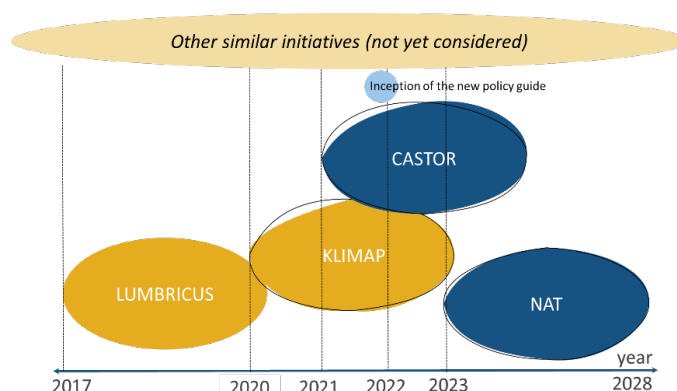 Other similar initiatives (not yet considered)
Inception of the new policy guide
CASTOR
KLIMAP
LUMBRICUS
NAT
year
2017 2020 2021 2022 2023 2028